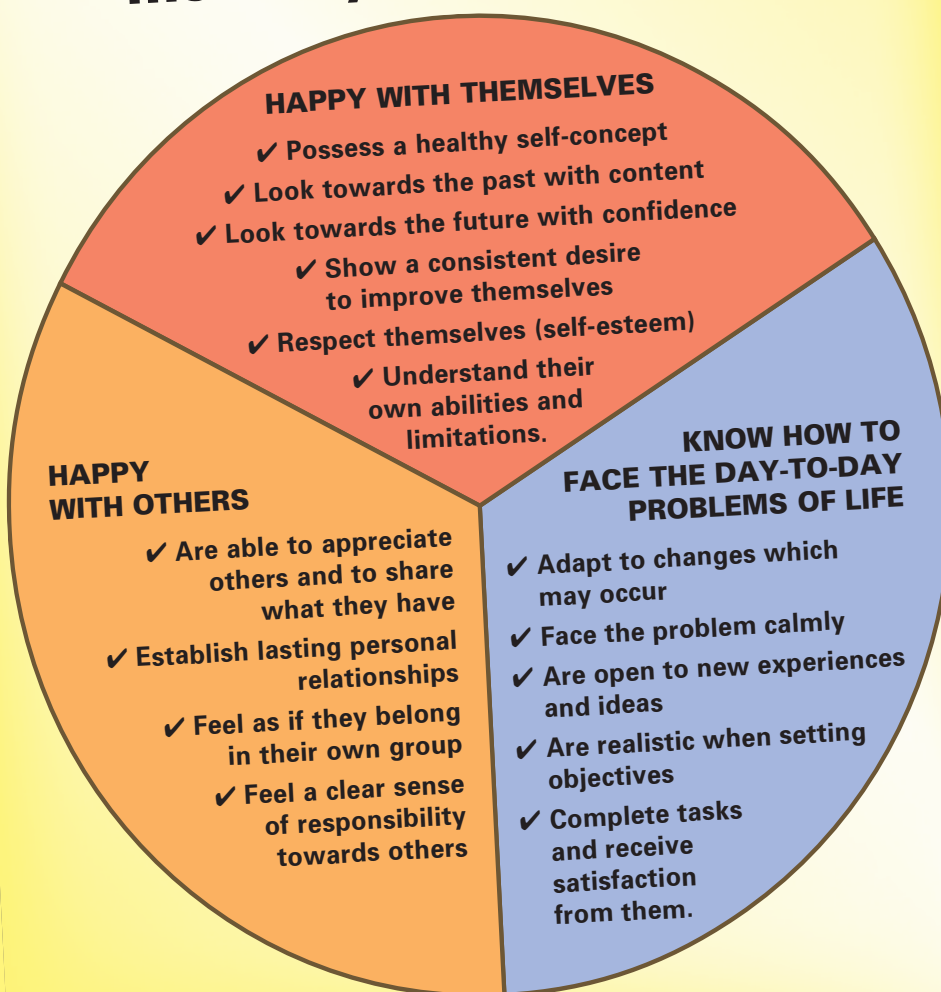 HAPPY WITH THEMSELVES
✔ Possess a healthy self-concept
✔ Look towards the past with content
✔ Look towards the future with confidence
✔ Show a consistent desire
to improve themselves
✔ Respect themselves (self-esteem)
✔ Understand their
own abilities and
limitations.
HAPPY
WITH OTHERS
✔ Are able to appreciate
others and to share
what they have
✔ Establish lasting personal
relationships
✔ Feel as if they belong
in their own group
✔ Feel a clear sense
of responsibility
towards others
KNOW HOW TO
FACE THE DAY-TO-DAY
PROBLEMS OF LIFE
✔ Adapt to changes which
may occur
✔ Face the problem calmly
✔ Are open to new experiences
and ideas
✔ Are realistic when setting
objectives
✔ Complete tasks
and receive
satisfaction
from them.